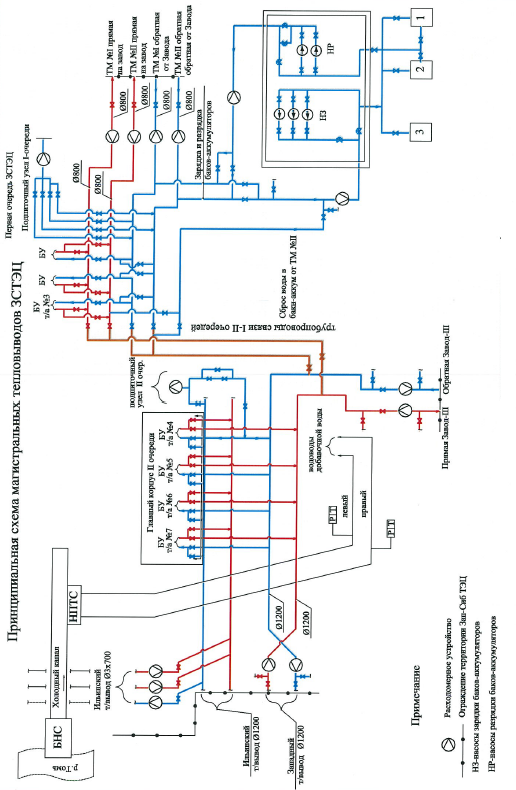 Принципиальная схема магистральных тепловыводов ЗСТЭЦ
Первая очередь ЗСТЭЦ
Подпиточный узел I-очереди
ТМ №I прямая
на завод
ТМ №II прямая
на завод
ТМ №I обратная
от Завода
ТМ №II обратная
обратная от Завода
Ø800
Ø800
Ø800
Ø800
Ø800
Ø800
Зарядка и разрядка
баков-аккумуляторов
НР
НЗ
1
2
3
БУ
БУ
БУ
т/а №3
Сброс воды в
баки-аккум от ТМ №II
трубопроводы связи I-II очередей
подпиточный
узел II очер.
Главный корпус II очереди
БУ
т/а №4
БУ
т/а №5
БУ
т/а №6
БУ
т/а №7
Обратная Завод-III
Прямая Завод-III
водоводы
добавочной воды
левый
правый
НПТС
Холодный канал
БНС
р. Томь
Ильинский
т/вывод Ø3х700
Ø1200
Ø1200
Ильинский
т/вывод Ø1200
Западный
т/вывод Ø1200
Примечание
Расходомерное устройство
Ограждение территории Зап-Сиб ТЭЦ
НЗ-насосы зарядки баков-аккумуляторов
НР-насосы разрядки баков-аккумуляторов